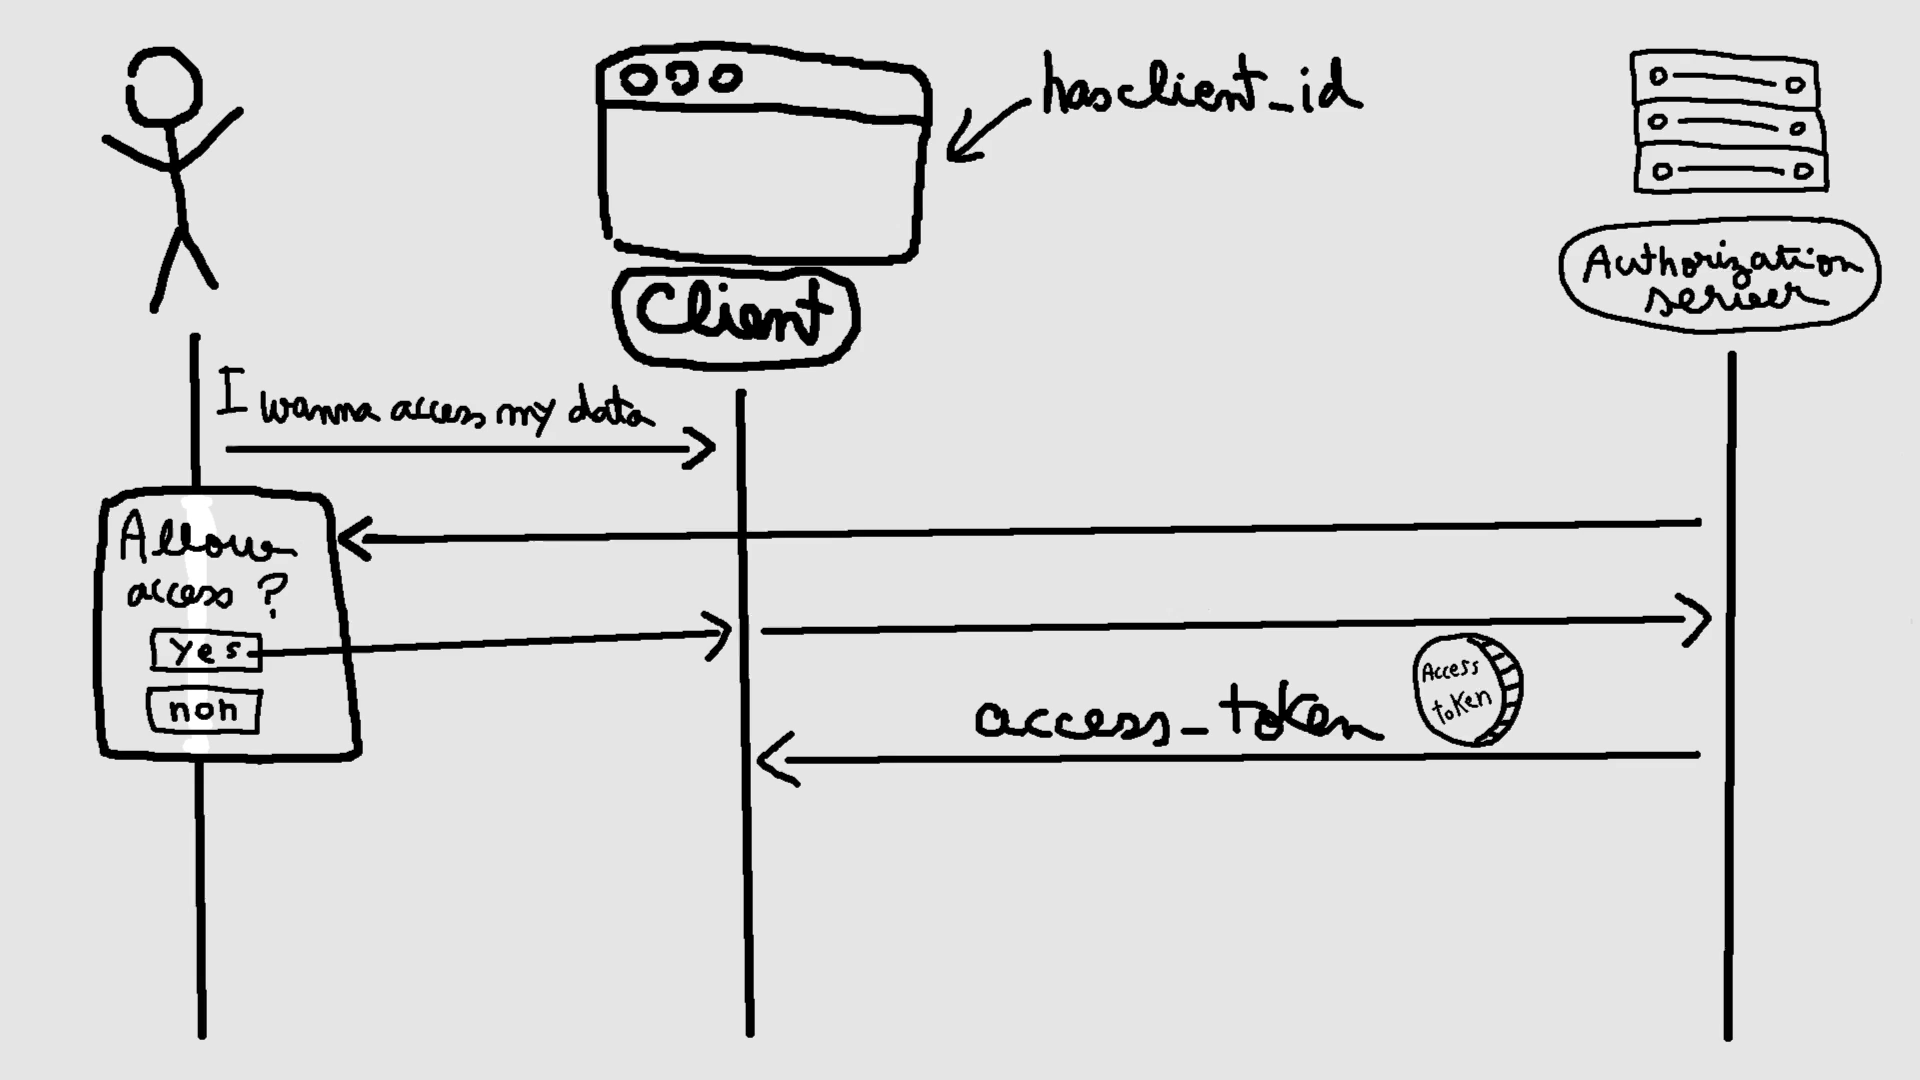 has client_id
Client
Authorization
server
I wanna access my data
Allow
access ?
Yes
non
access_token
Access
token